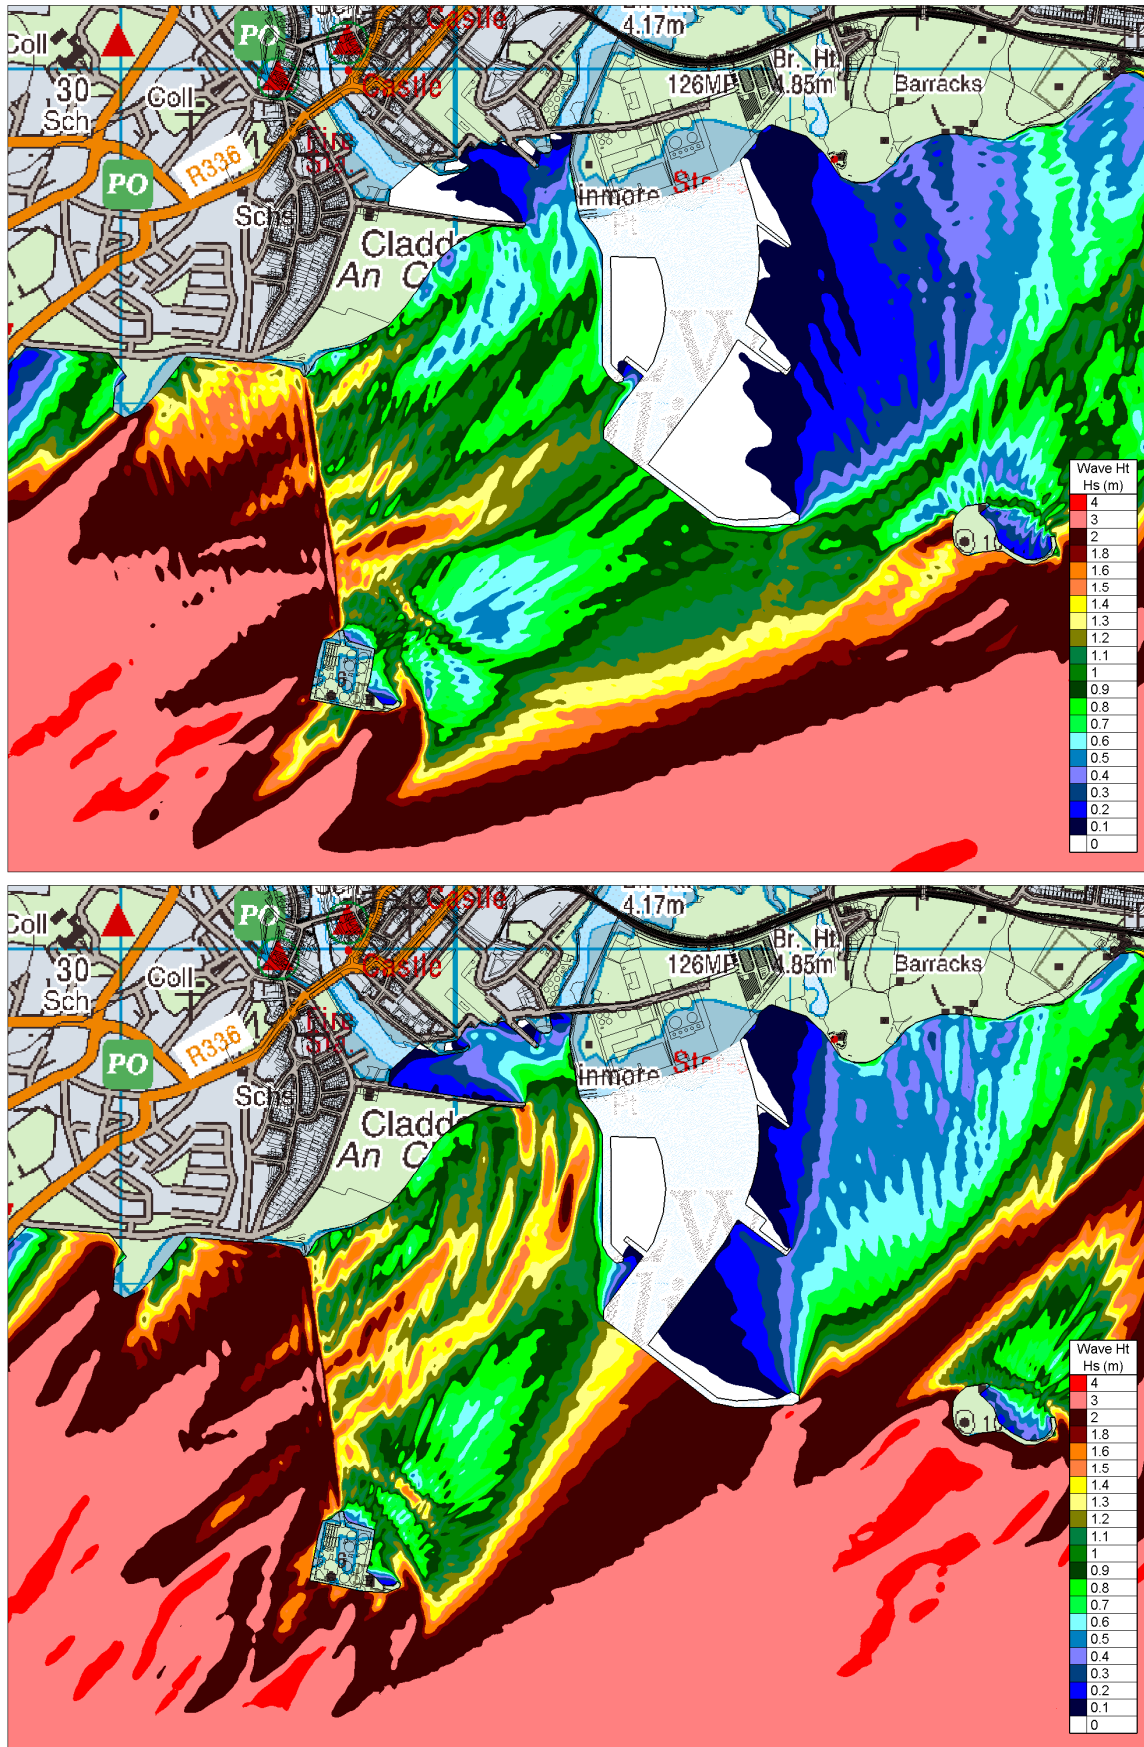 4.17m
Coll
PO
Castle
Castle
126MP
Br. Ht
4.85m
Barracks
30
Sch
Coll
R336
PO
Fire
Sta
Schs
inmore
Cladd
An C
1
Wave Ht
Hs (m)
4
3
2
1.8
1.6
1.5
1.4
1.3
1.2
1.1
1
0.9
0.8
0.7
0.6
0.5
0.4
0.3
0.2
0.1
0
4.17m
Coll
PO
Castle
Castle
126MP
Br. Ht
4.85m
Barracks
30
Sch
Coll
R336
PO
Schs
inmore
Cladd
An C
1
Wave Ht
Hs (m)
4
3
2
1.8
1.6
1.5
1.4
1.3
1.2
1.1
1
0.9
0.8
0.7
0.6
0.5
0.4
0.3
0.2
0.1
0